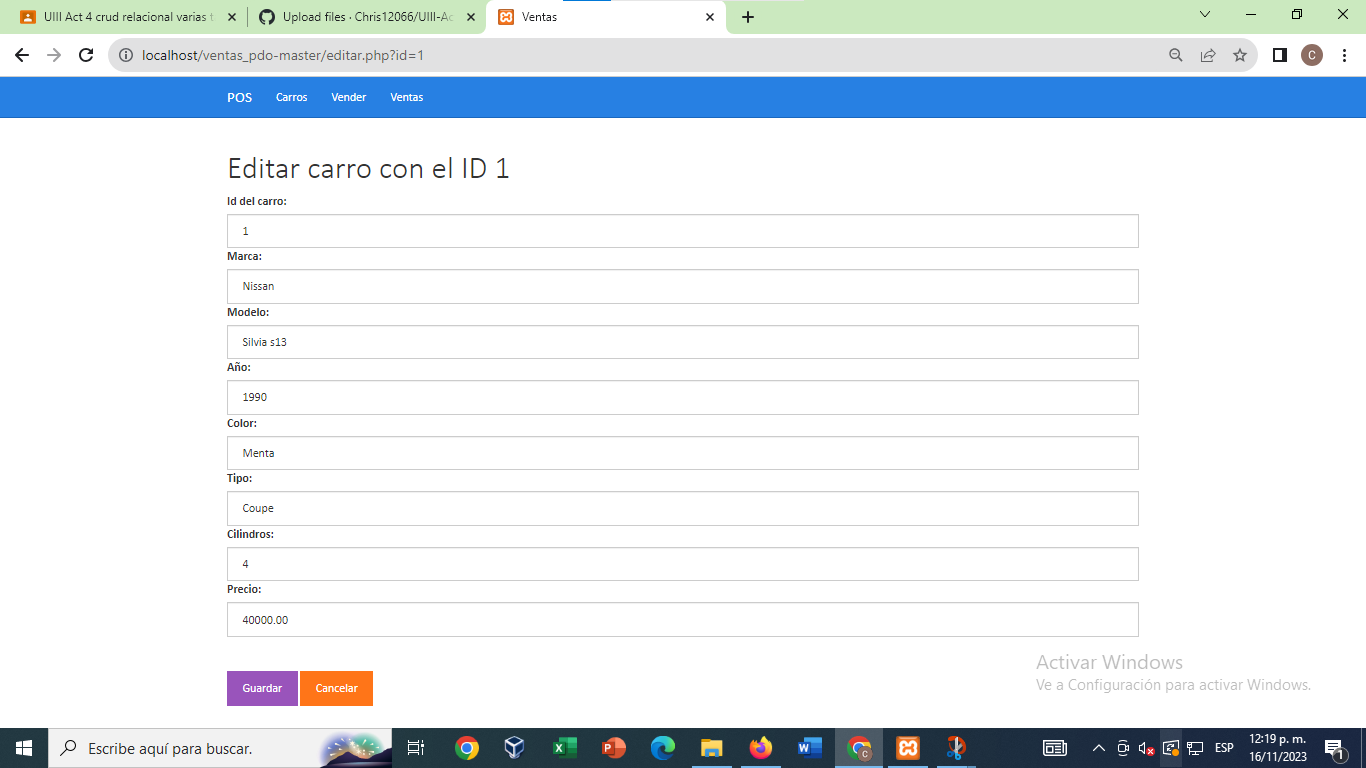 UIII Act 4 crud relacional varias t
Upload files · Chris12066/UIII-Ac
Ventas
localhost/ventas_pdo-master/editar.php?id=1
C
POS Carros Vender Ventas
Editar carro con el ID 1
Id del carro:
1
Marca:
Nissan
Modelo:
Silvia s13
Año:
1990
Color:
Menta
Tipo:
Coupe
Cilindros:
4
Precio:
40000.00
Guardar Cancelar
Activar Windows
Ve a Configuración para activar Windows.
Escribe aquí para buscar.
ESP
12:19 p. m.
16/11/2023
1